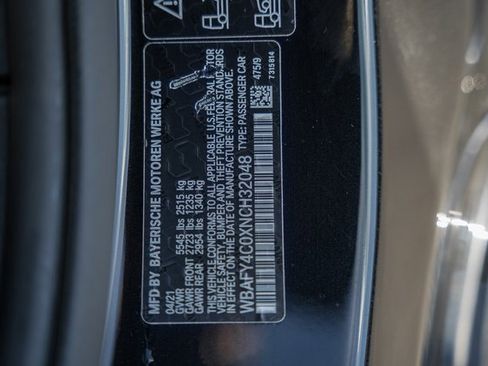 MFD BY BAYERISCHE MOTOREN WERKE AG
04/21
GVWR 5545 lbs 2515 kg
GAWR FRONT 2723 lbs 1235 kg
GAWR REAR 2954 lbs 1340 kg
THIS VEHICLE CONFORMS TO ALL APPLICABLE U.S. FEDERAL MOTOR
VEHICLE SAFETY, BUMPER AND THEFT PREVENTION STANDARDS
IN EFFECT ON THE DATE OF MANUFACTURE SHOWN ABOVE.
WBAFY4C0XNCH32048 TYPE: PASSENGER CAR
475/9
7315814